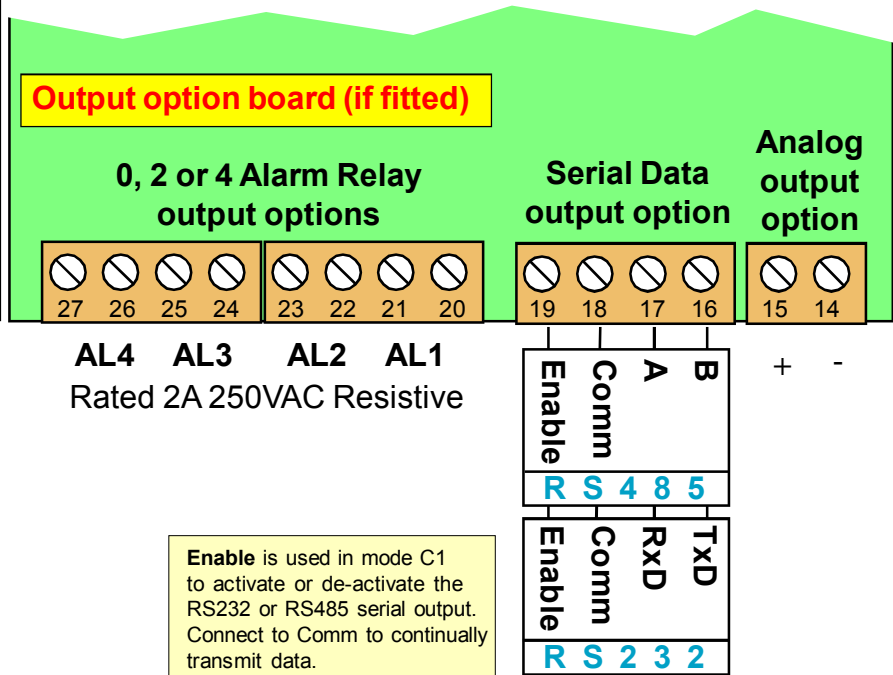 Output option board (if fitted)
0, 2 or 4 Alarm Relay
output options
Serial Data
output option
Analog
output
option
27 26 25 24 23 22 21 20 19 18 17 16 15 14
AL4 AL3 AL2 AL1
Rated 2A 250VAC Resistive
Enable Comm A B
+ -
R S 4 8 5
Enable Comm RxD TxD
R S 2 3 2
Enable is used in mode C1
to activate or de-activate the
RS232 or RS485 serial output.
Connect to Comm to continually
transmit data.